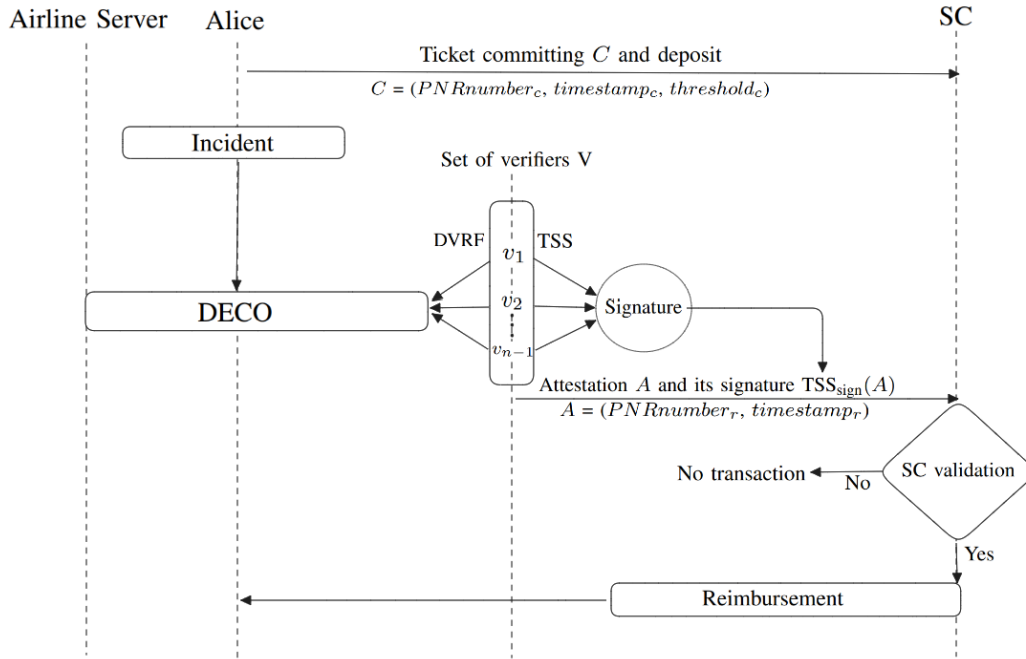 Airline Server
Alice
SC
Ticket committing C and deposit
C = (PNRnumber_c, timestamp_c, threshold_c)
Incident
Set of verifiers V
DVRF
TSS
v_1
DECO
v_2
Signature
v_{n-1}
Attestation A and its signature TSS_sign(A)
A = (PNRnumber_r, timestamp_r)
No transaction
No
SC validation
Yes
Reimbursement